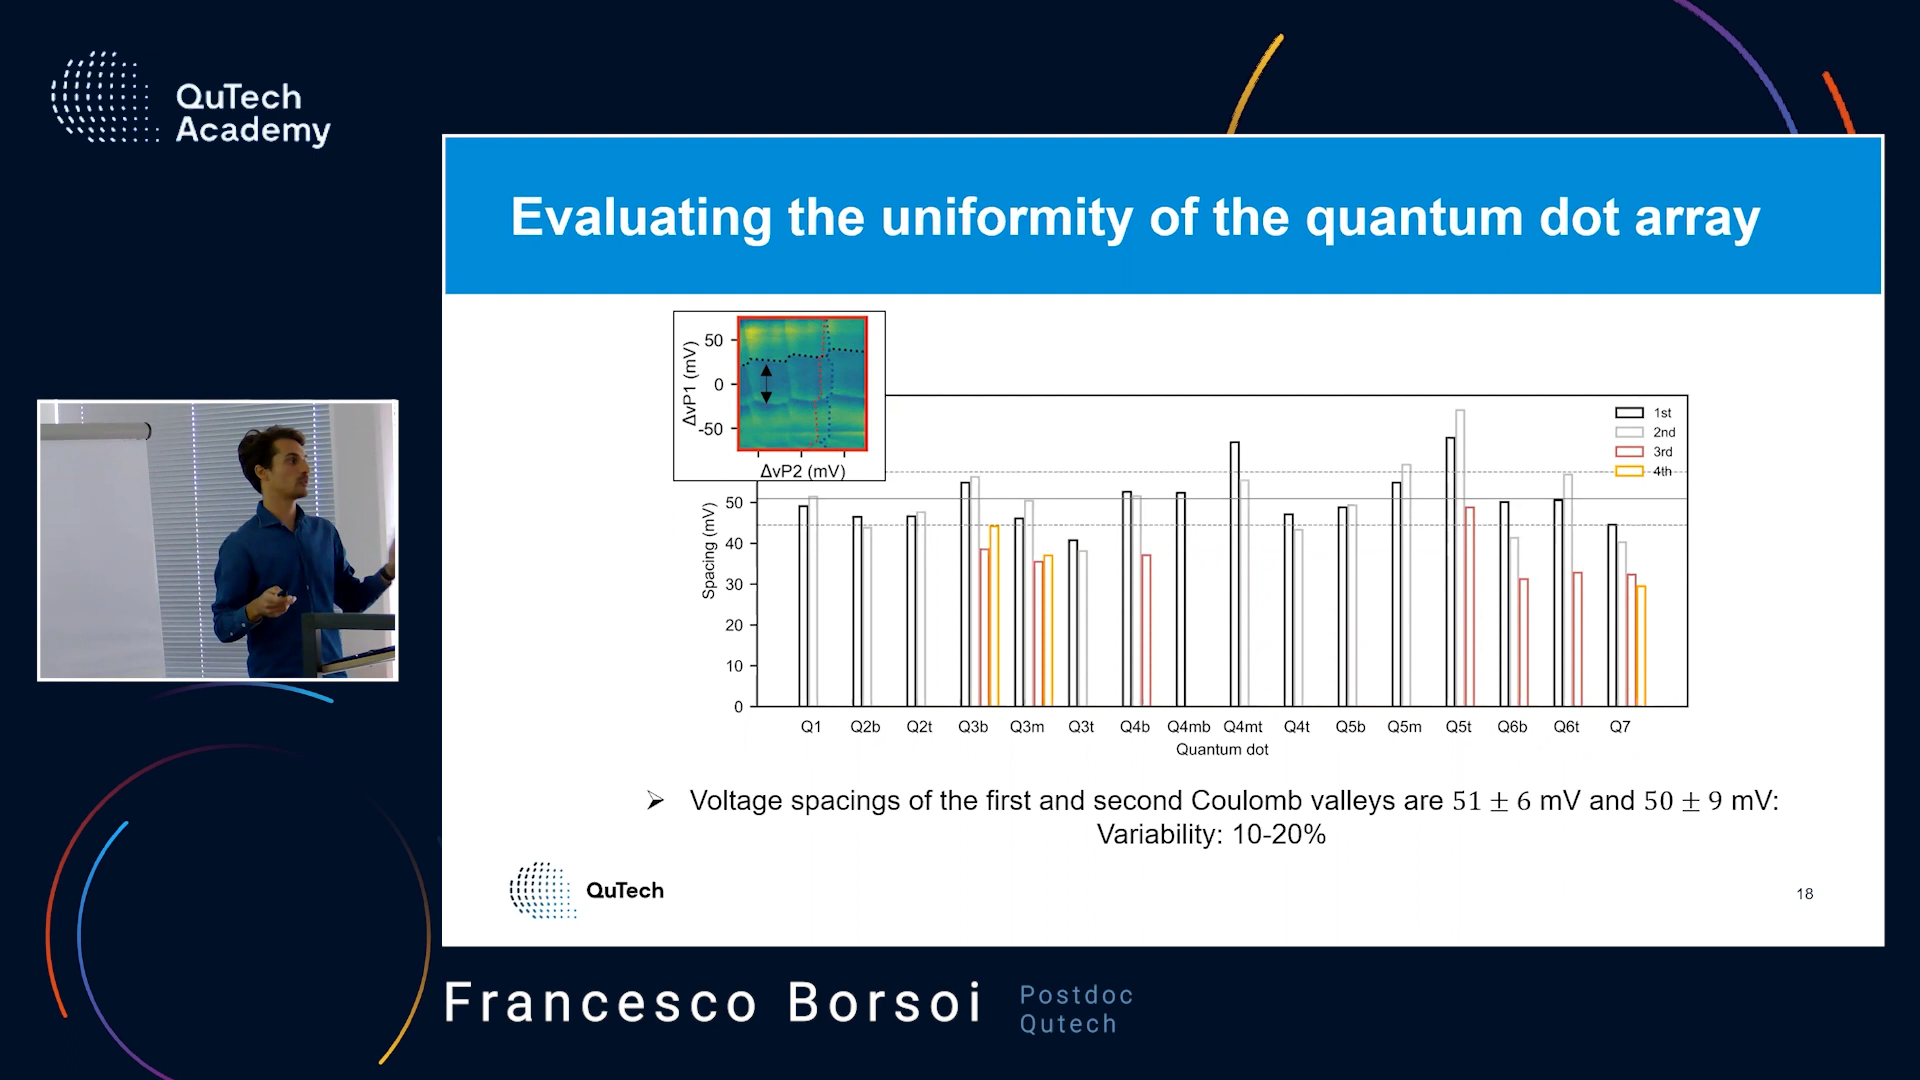 QuTech
Academy
Evaluating the uniformity of the quantum dot array
50
0
-50
ΔvP1 (mV)
ΔvP2 (mV)
1st
2nd
3rd
4th
50
40
30
20
10
0
Spacing (mV)
Q1 Q2b Q2t Q3b Q3m Q3t Q4b Q4mb Q4mt Q4t Q5b Q5m Q5t Q6b Q6t Q7
Quantum dot
➢ Voltage spacings of the first and second Coulomb valleys are 51 ± 6 mV and 50 ± 9 mV:
Variability: 10-20%
QuTech
18
Francesco Borsoi
Postdoc
Qutech